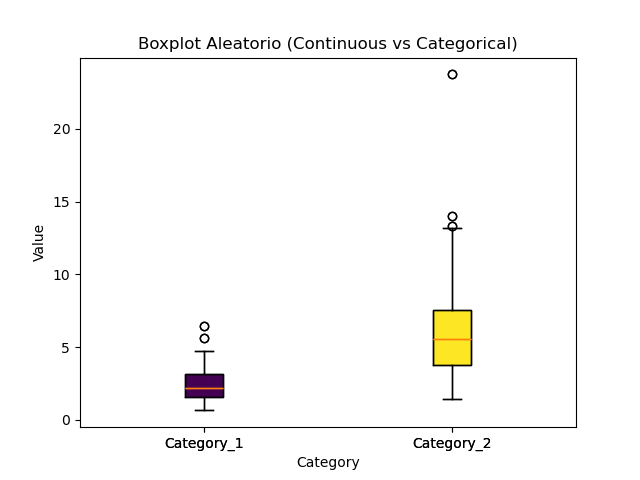 Boxplot Aleatorio (Continuous vs Categorical)
20
15
10
5
0
Value
Category_1
Category_2
Category